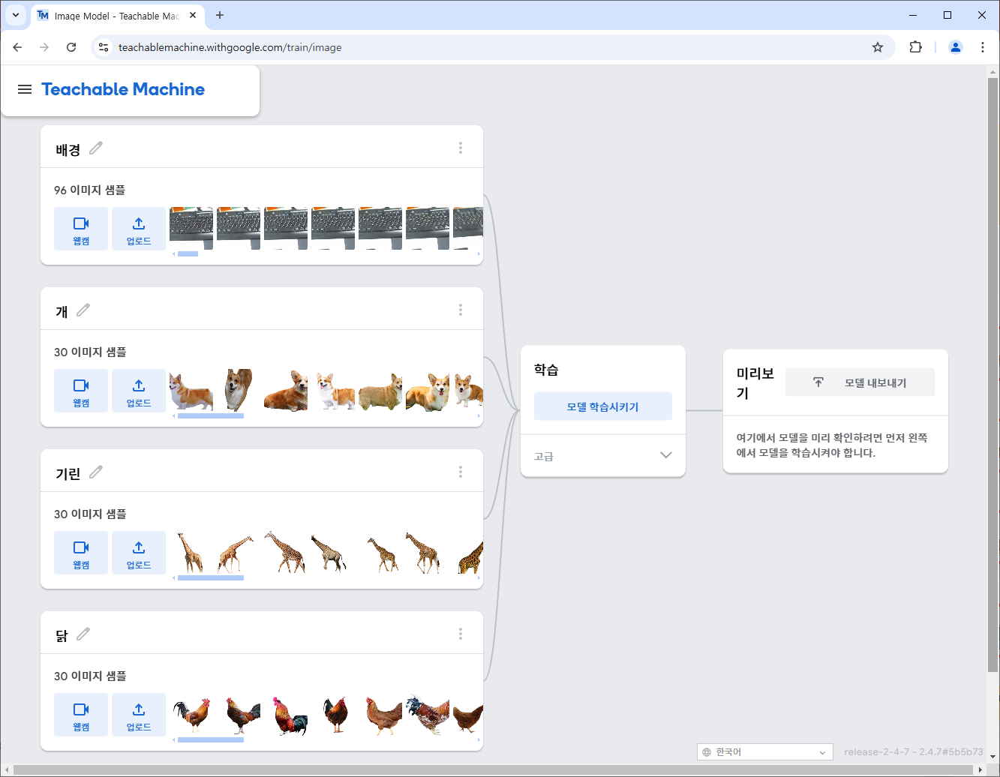 Image Model - Teachable Mac
teachablemachine.withgoogle.com/train/image
Teachable Machine
배경
96 이미지 샘플
웹캠
업로드
개
30 이미지 샘플
웹캠
업로드
기린
30 이미지 샘플
웹캠
업로드
닭
30 이미지 샘플
웹캠
업로드
학습
모델 학습시키기
고급
미리보
기
모델 내보내기
여기에서 모델을 미리 확인하려면 먼저 왼쪽
에서 모델을 학습시켜야 합니다.
한국어
release-2-4-7 - 2.4.7#5b5b73